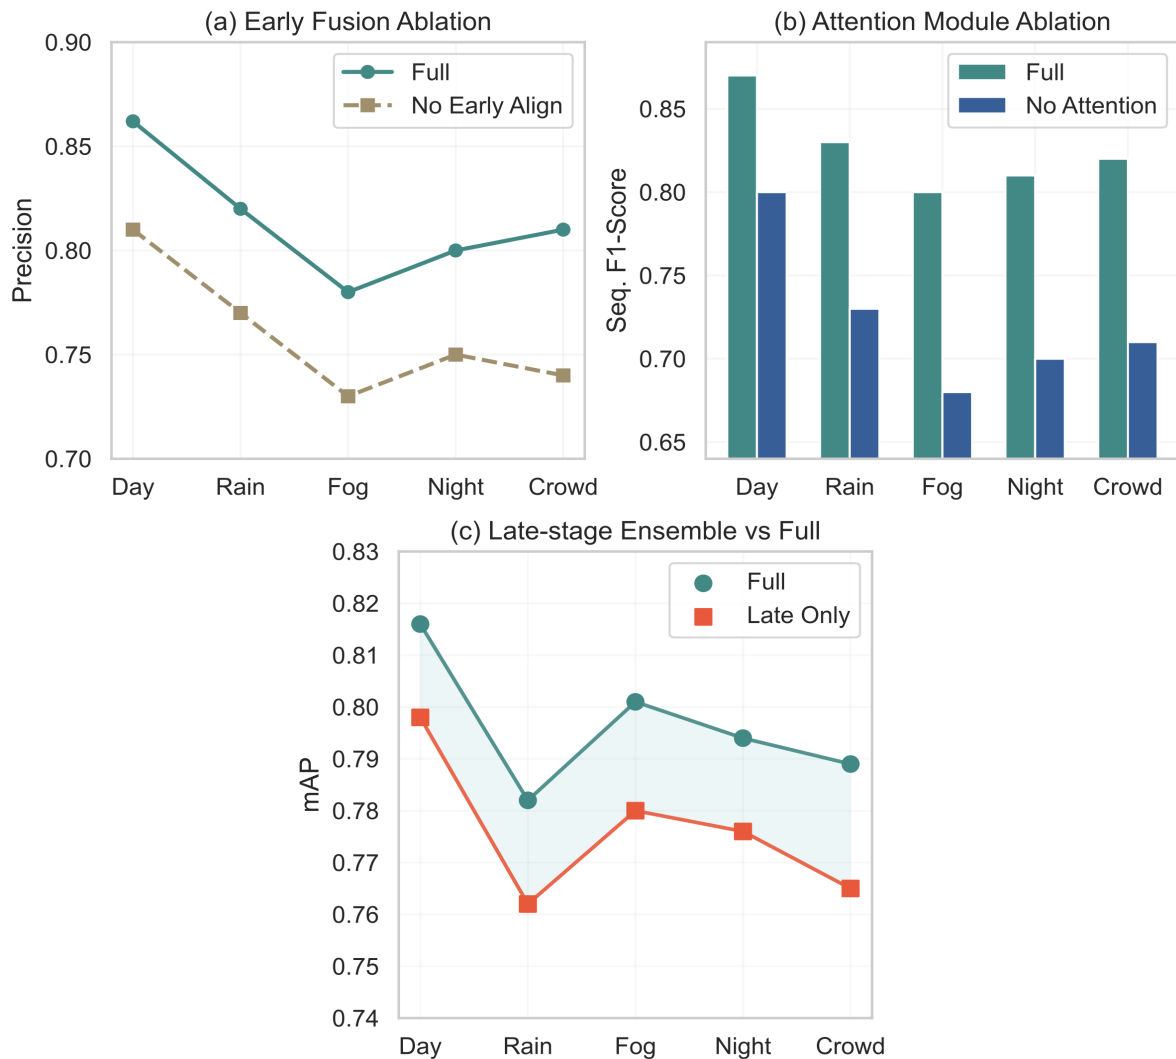 (a) Early Fusion Ablation
0.90
0.85
0.80
0.75
0.70
Precision
Full
No Early Align
Day Rain Fog Night Crowd
(b) Attention Module Ablation
0.85
0.80
0.75
0.70
0.65
Seq. F1-Score
Full
No Attention
Day Rain Fog Night Crowd
(c) Late-stage Ensemble vs Full
0.83
0.82
0.81
0.80
0.79
0.78
0.77
0.76
0.75
0.74
mAP
Full
Late Only
Day Rain Fog Night Crowd